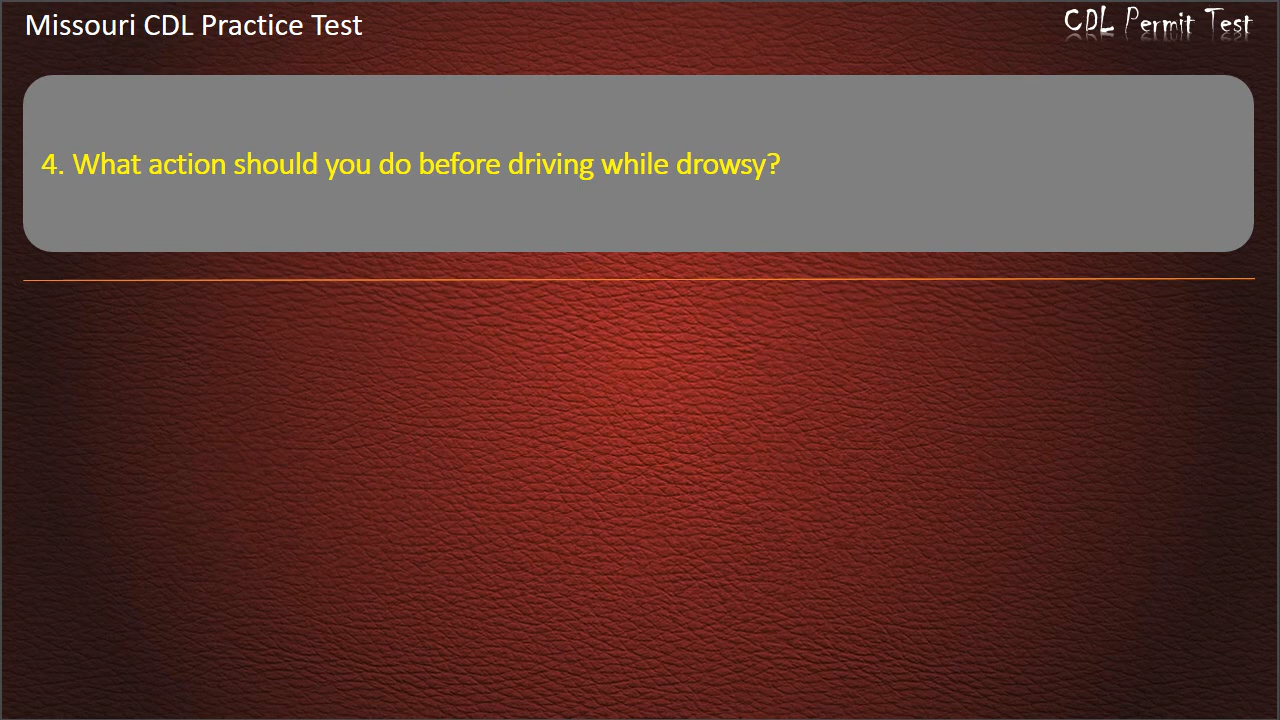 Missouri CDL Practice Test
CDL Permit Test
4. What action should you do before driving while drowsy?